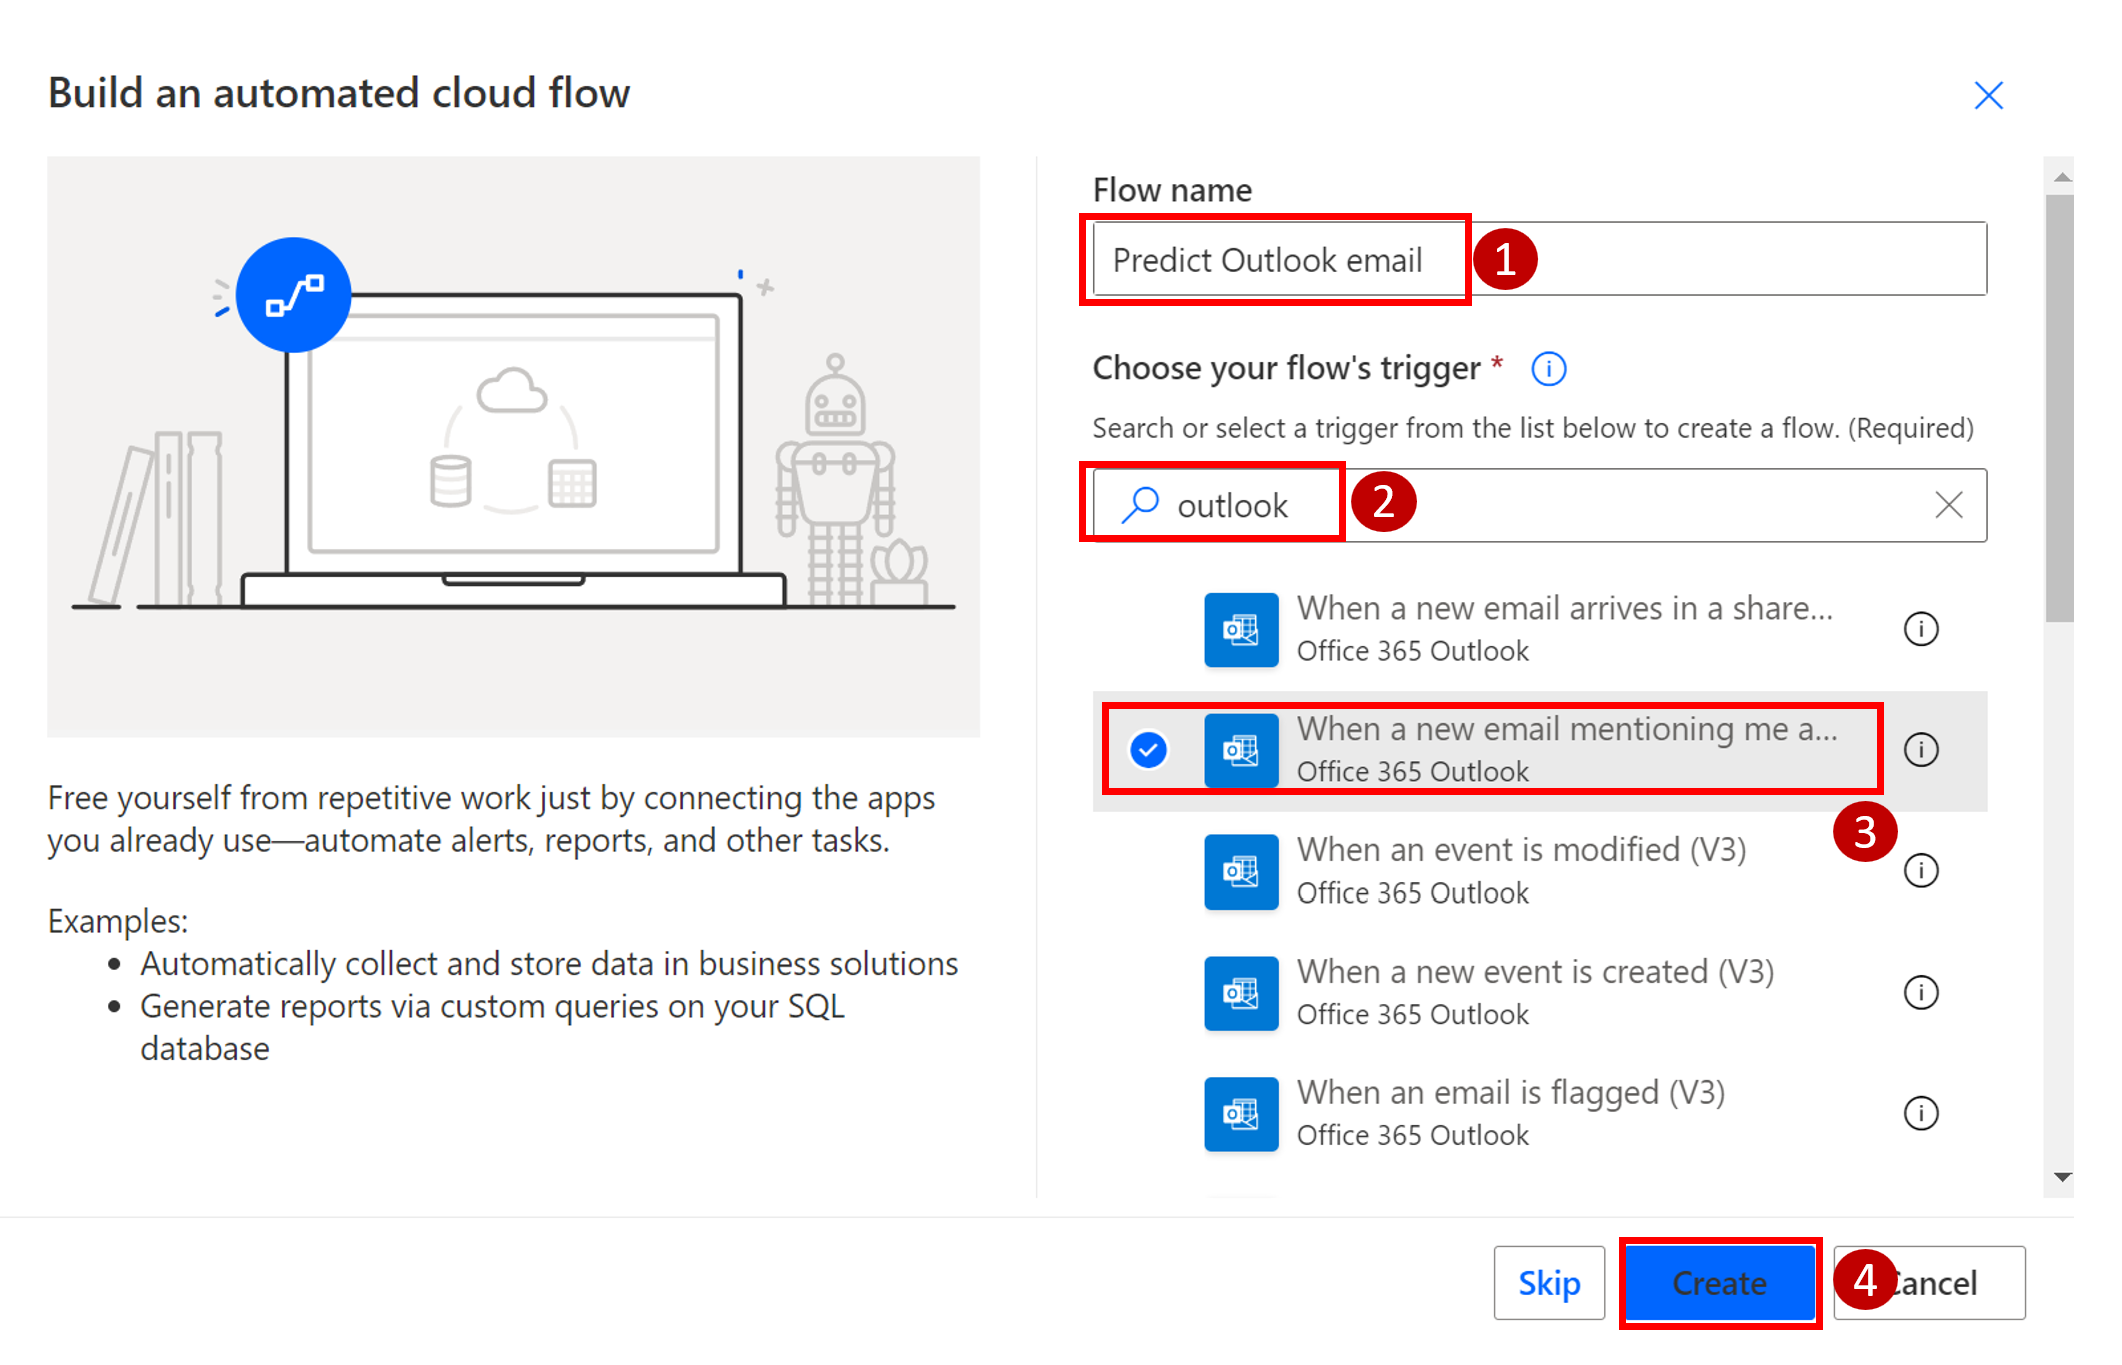 Build an automated cloud flow
Free yourself from repetitive work just by connecting the apps
you already use—automate alerts, reports, and other tasks.
Examples:
• Automatically collect and store data in business solutions
• Generate reports via custom queries on your SQL
database
Flow name
Predict Outlook email
1
Choose your flow's trigger *
Search or select a trigger from the list below to create a flow. (Required)
outlook
2
When a new email arrives in a share...
Office 365 Outlook
When a new email mentioning me a...
Office 365 Outlook
3
When an event is modified (V3)
Office 365 Outlook
When a new event is created (V3)
Office 365 Outlook
When an email is flagged (V3)
Office 365 Outlook
Skip
Create
4
Cancel